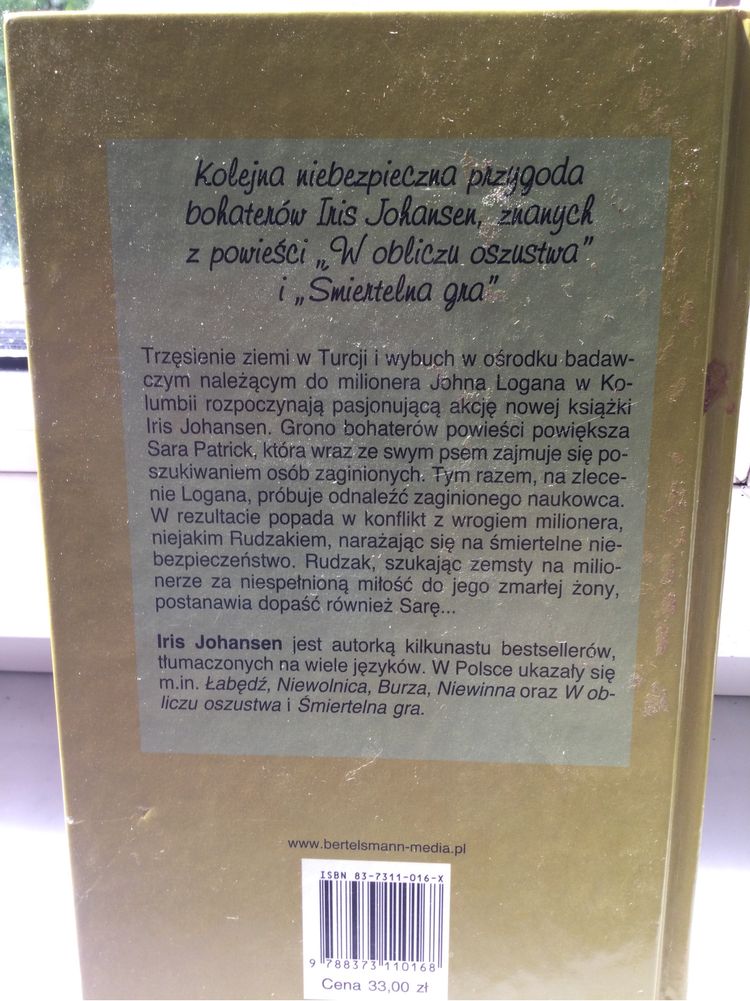 Kolejna niebezpieczna przygoda
bohaterów Iris Johansen, znanych
z powieści „W obliczu oszustwa”
i „Śmiertelna gra”
Trzęsienie ziemi w Turcji i wybuch w ośrodku badaw-
czym należącym do milionera Johna Logana w Ko-
lumbii rozpoczynają pasjonującą akcję nowej książki
Iris Johansen. Grono bohaterów powieści powiększa
Sara Patrick, która wraz ze swym psem zajmuje się po-
szukiwaniem osób zaginionych. Tym razem, na zlece-
nie Logana, próbuje odnaleźć zaginionego naukowca.
W rezultacie popada w konflikt z wrogiem milionera,
niejakim Rudzakiem, narażając się na śmiertelne nie-
bezpieczeństwo. Rudzak, szukając zemsty na milio-
nerze za niespełnioną miłość do jego zmarłej żony,
postanawia dopaść również Sarę...
Iris Johansen jest autorką kilkunastu bestsellerów,
tłumaczonych na wiele języków. W Polsce ukazały się
m.in. Łabędź, Niewolnica, Burza, Niewinna oraz W ob-
liczu oszustwa i Śmiertelna gra.
www.bertelsmann-media.pl
ISBN 83-7311-016-X
9 788373 110168
Cena 33,00 zł